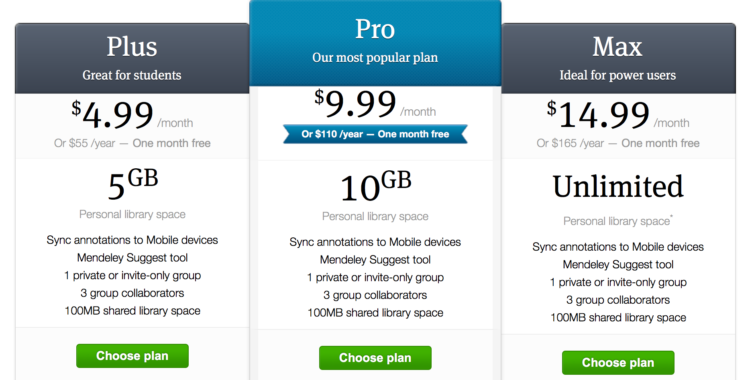 Plus
Great for students
$4.99 /month
Or $55 /year — One month free
5GB
Personal library space
Sync annotations to Mobile devices
Mendeley Suggest tool
1 private or invite-only group
3 group collaborators
100MB shared library space
Choose plan
Pro
Our most popular plan
$9.99 /month
Or $110 /year — One month free
10GB
Personal library space
Sync annotations to Mobile devices
Mendeley Suggest tool
1 private or invite-only group
3 group collaborators
100MB shared library space
Choose plan
Max
Ideal for power users
$14.99 /month
Or $165 /year — One month free
Unlimited
Personal library space*
Sync annotations to Mobile devices
Mendeley Suggest tool
1 private or invite-only group
3 group collaborators
100MB shared library space
Choose plan